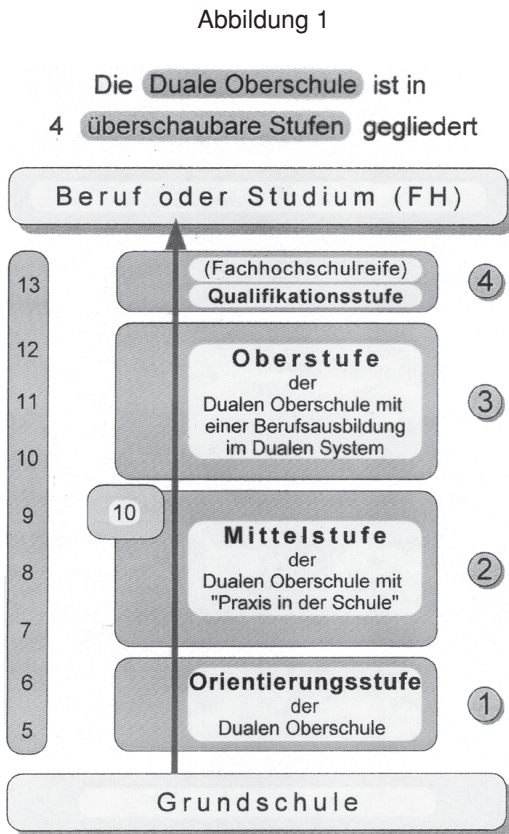 Abbildung 1
Die Duale Oberschule ist in
4 überschaubare Stufen gegliedert
Beruf oder Studium (FH)
13
(Fachhochschulreife)
Qualifikationsstufe
4
12
11
10
Oberstufe
der
Dualen Oberschule mit
einer Berufsausbildung
im Dualen System
3
9
8
7
10
Mittelstufe
der
Dualen Oberschule mit
"Praxis in der Schule"
2
6
5
Orientierungsstufe
der
Dualen Oberschule
1
Grundschule